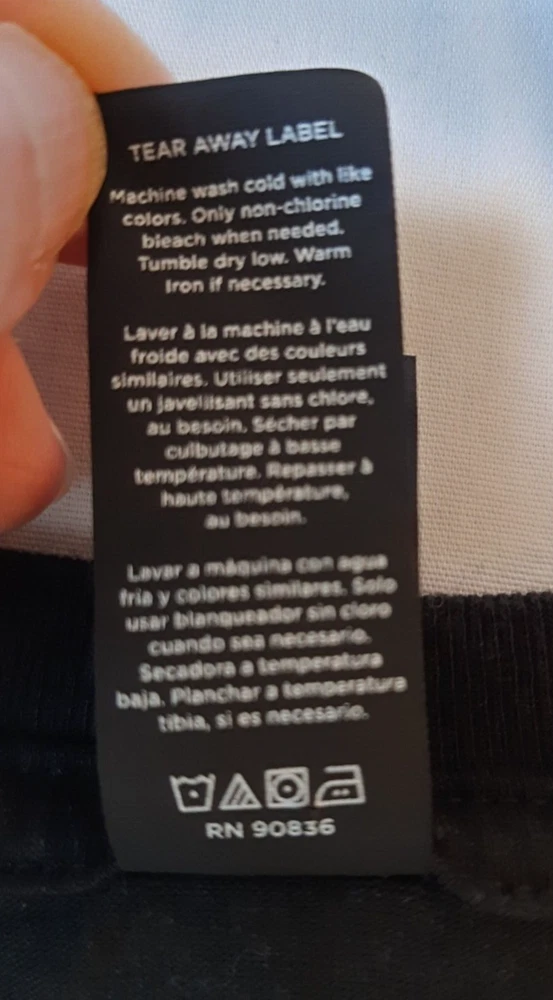 TEAR AWAY LABEL
Machine wash cold with like
colors. Only non-chlorine
bleach when needed.
Tumble dry low. Warm
Iron if necessary.
Laver à la machine à l'eau
froide avec des couleurs
similaires. Utiliser seulement
un javellisant sans chlore,
au besoin. Sécher par
culbutage à basse
température. Repasser à
haute température,
au besoin.
Lavar a máquina con agua
fría y colores similares. Solo
usar blanqueador sin cloro
cuando sea necesario.
Secadora a temperatura
baja. Planchar a temperatura
tibia, si es necesario.
RN 90836